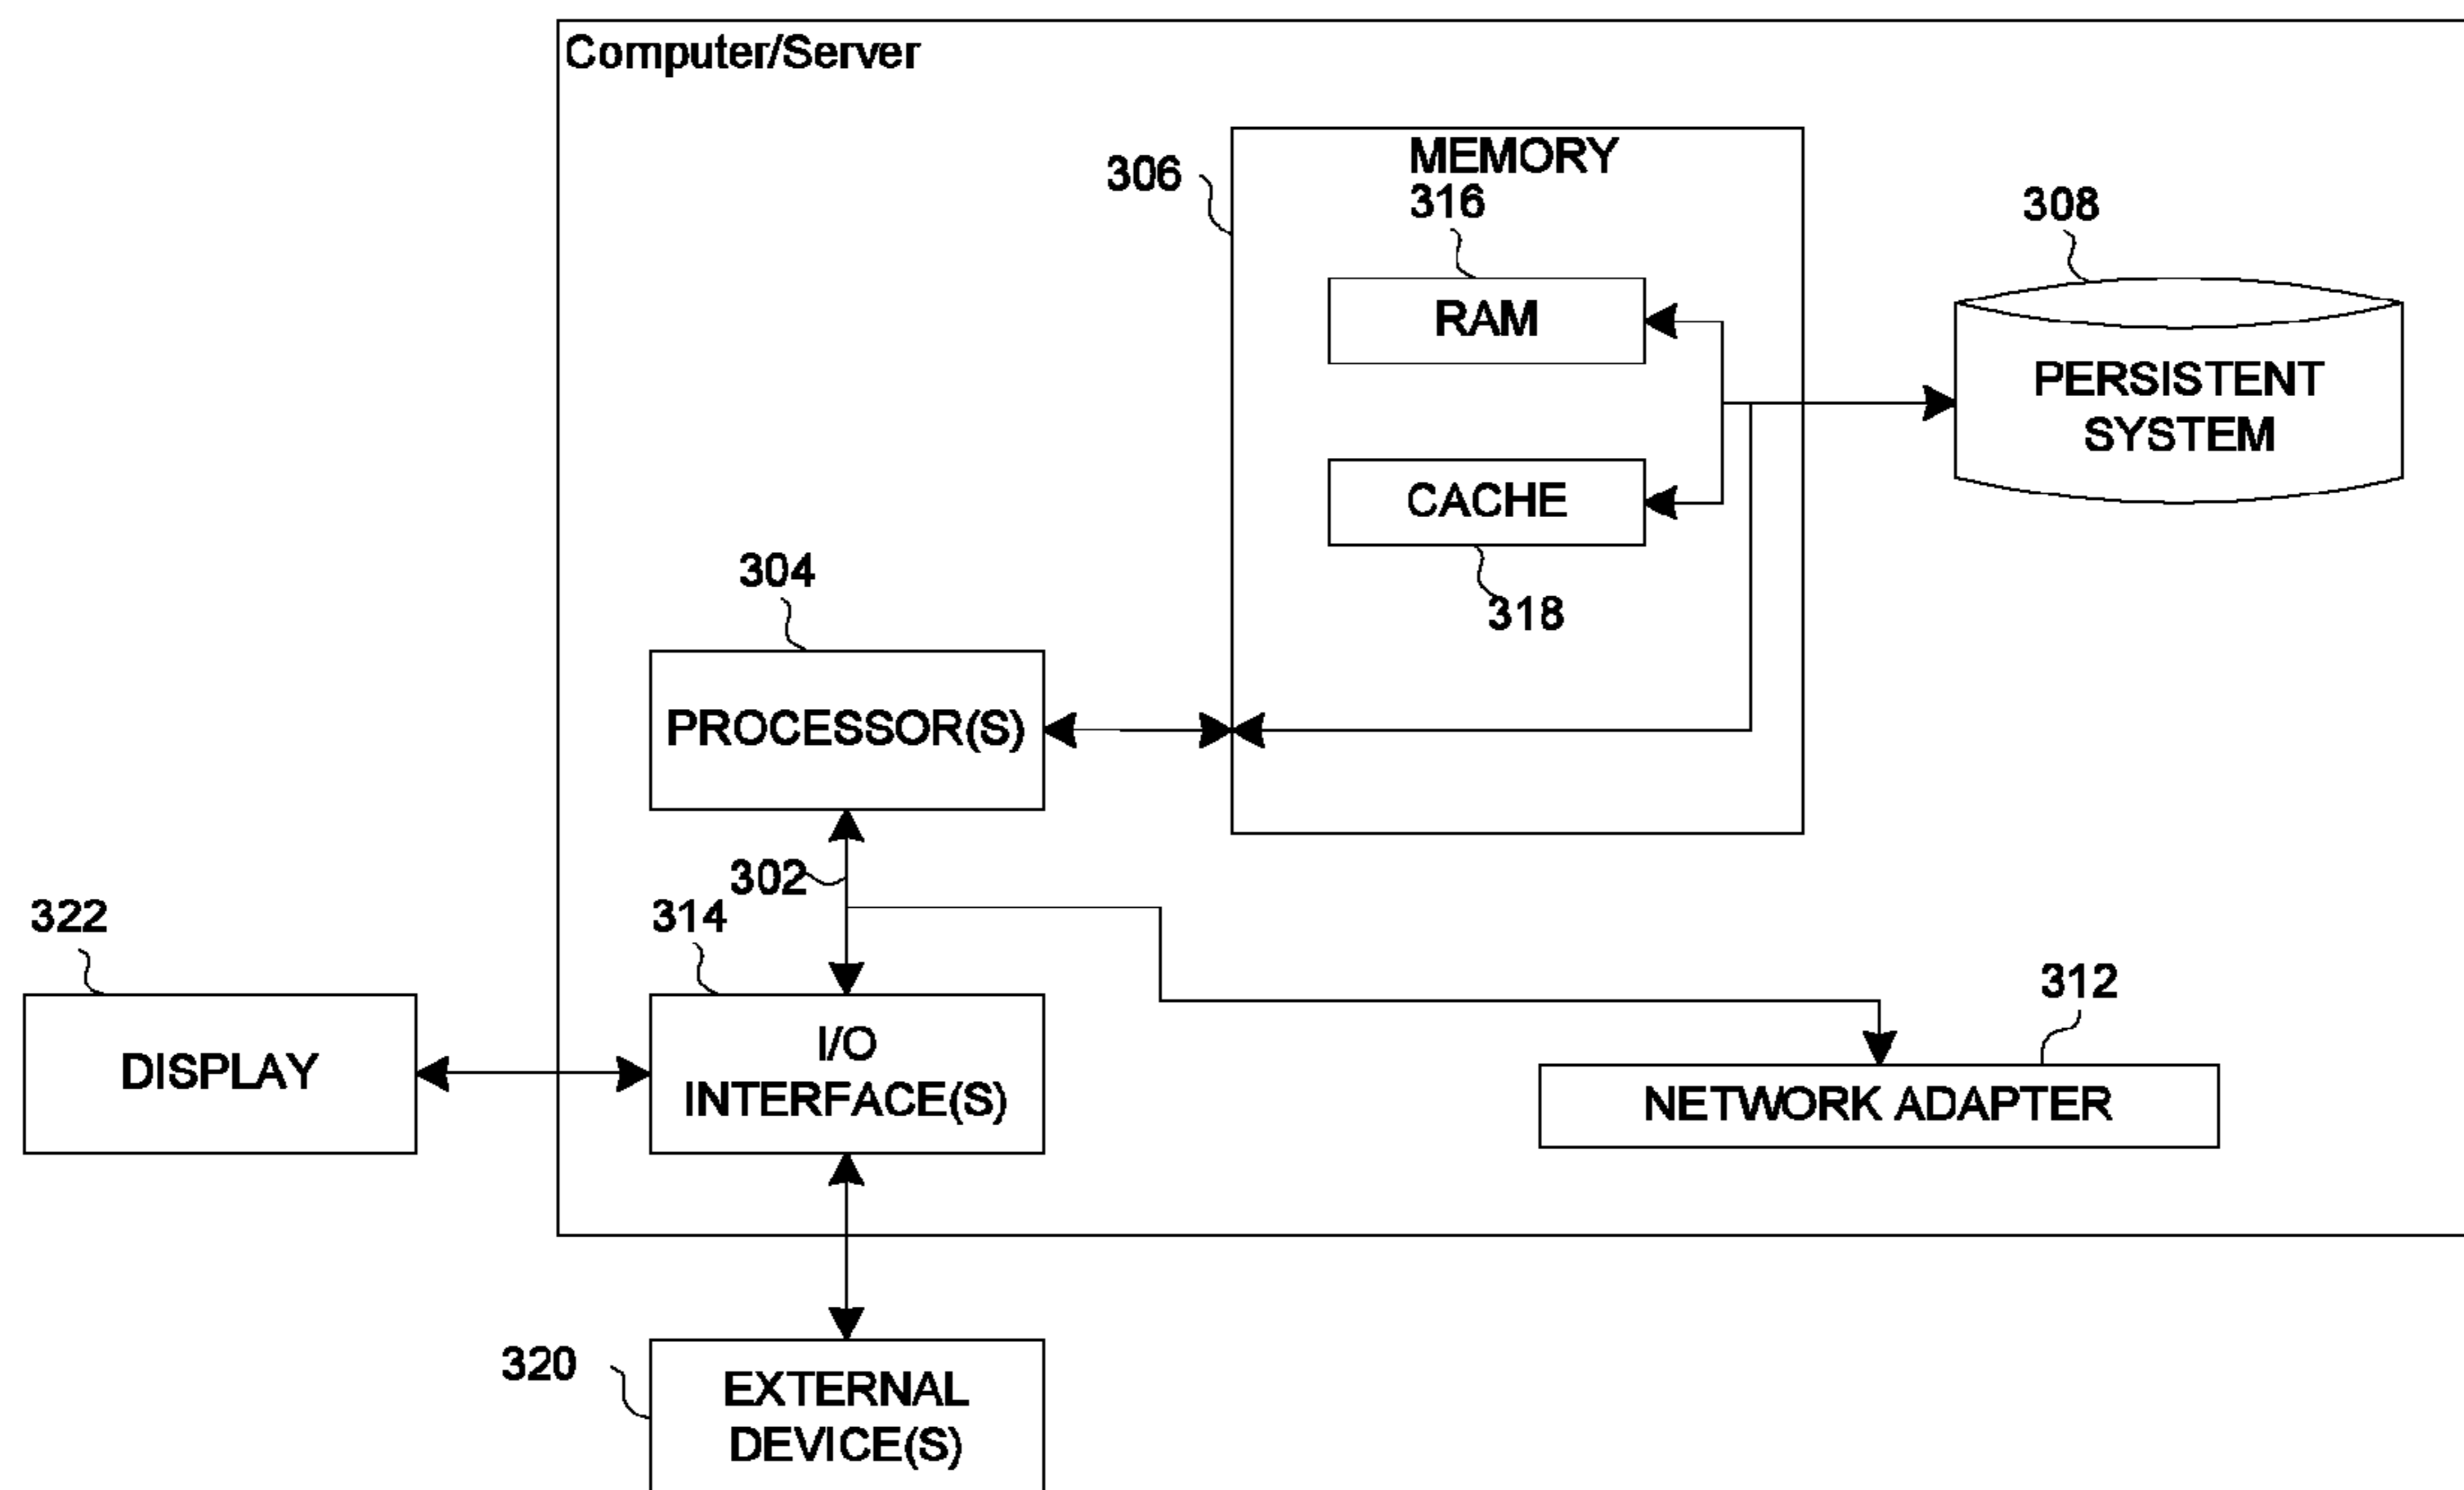 Computer/Server
MEMORY
306
316
308
RAM
PERSISTENT
SYSTEM
CACHE
318
304
PROCESSOR(S)
302
314
322
312
I/O
INTERFACE(S)
DISPLAY
NETWORK ADAPTER
320
EXTERNAL
DEVICE(S)